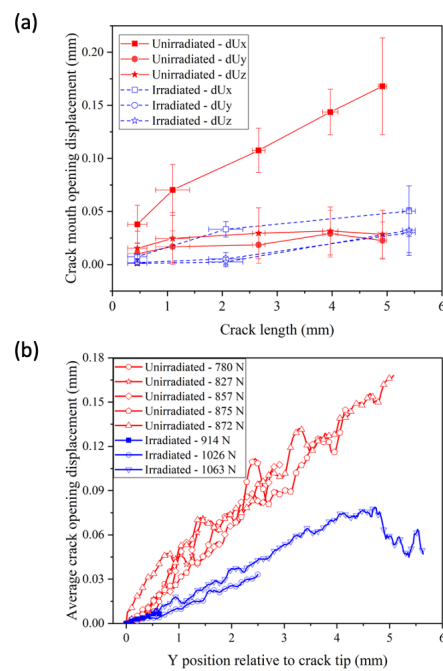 (a)
Crack mouth opening displacement (mm)
0.20
0.15
0.10
0.05
0.00
Unirradiated - dUx
Unirradiated - dUy
Unirradiated - dUz
Irradiated - dUx
Irradiated - dUy
Irradiated - dUz
0 1 2 3 4 5 6
Crack length (mm)
(b)
Average crack opening displacement (mm)
0.18
0.15
0.12
0.09
0.06
0.03
0.00
Unirradiated - 780 N
Unirradiated - 827 N
Unirradiated - 857 N
Unirradiated - 875 N
Unirradiated - 872 N
Irradiated - 914 N
Irradiated - 1026 N
Irradiated - 1063 N
0 1 2 3 4 5 6
Y position relative to crack tip (mm)